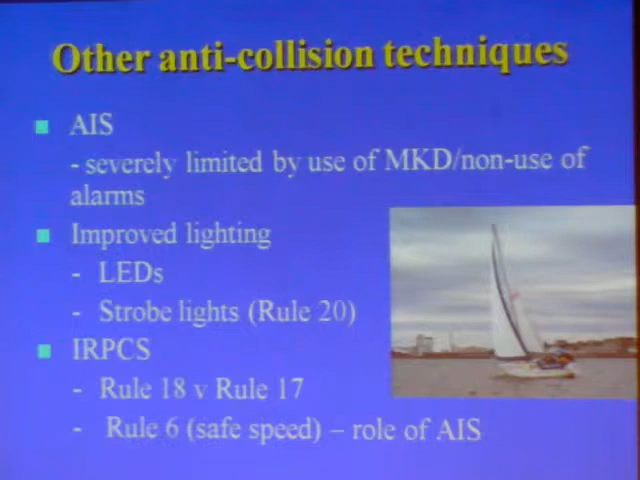 Other anti-collision techniques
AIS
- severely limited by use of MKD/non-use of
alarms
Improved lighting
- LEDs
- Strobe lights (Rule 20)
IRPCS
- Rule 18 v Rule 17
- Rule 6 (safe speed) – role of AIS